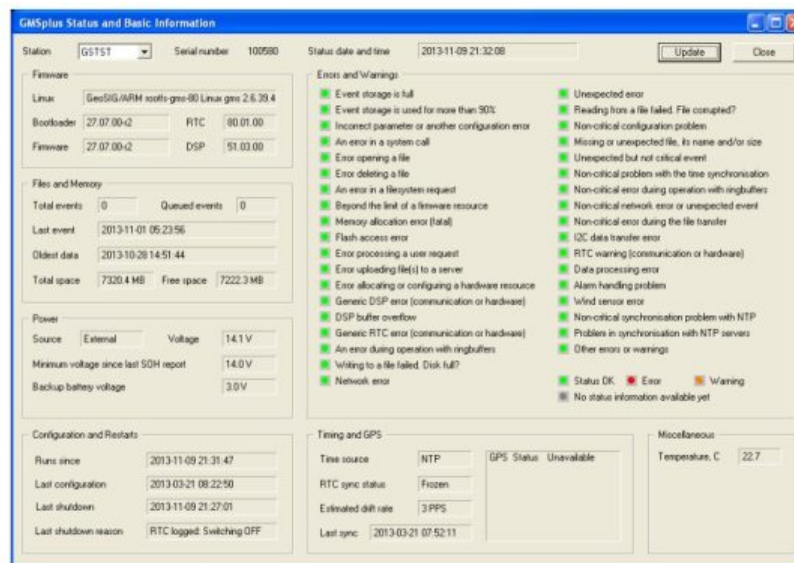 GMSplus Status and Basic Information
Station GSTST Serial number 100580 Status date and time 2013-11-09 21:32:08 Update Close
Firmware
Linux GeoSIG/ARM rootfs-gms-80 Linux gms 2.6.39.4
Bootloader 27.07.00-r2 RTC 80.01.00
Firmware 27.07.00-r2 DSP 51.03.00
Files and Memory
Total events 0 Queued events 0
Last event 2013-11-01 05:23:56
Oldest data 2013-10-28 14:51:44
Total space 7320.4 MB Free space 7222.3 MB
Power
Source External Voltage 14.1 V
Minimum voltage since last SOH report 14.0 V
Backup battery voltage 3.0 V
Errors and Warnings
Event storage is full
Event storage is used for more than 90%
Incorrect parameter or another configuration error
An error in a system call
Error opening a file
Error deleting a file
An error in a filesystem request
Beyond the limit of a firmware resource
Memory allocation error (fatal)
Flash access error
Error processing a user request
Error uploading file(s) to a server
Error allocating or configuring a hardware resource
Generic DSP error (communication or hardware)
DSP buffer overflow
Generic RTC error (communication or hardware)
An error during operation with ringbuffers
Writing to a file failed. Disk full?
Network error
Unexpected error
Reading from a file failed. File corrupted?
Non-critical configuration problem
Missing or unexpected file, its name and/or size
Unexpected but not critical event
Non-critical problem with the time synchronisation
Non-critical error during operation with ringbuffers
Non-critical network error or unexpected event
Non-critical error during the file transfer
I2C data transfer error
RTC warning (communication or hardware)
Data processing error
Alarm handling problem
Wind sensor error
Non-critical synchronisation problem with NTP
Problem in synchronisation with NTP servers
Other errors or warnings
Status OK Error Warning
No status information available yet
Configuration and Restarts
Runs since 2013-11-09 21:31:47
Last configuration 2013-03-21 08:22:50
Last shutdown 2013-11-09 21:27:01
Last shutdown reason RTC logged: Switching OFF
Timing and GPS
Time source NTP
RTC sync status Frozen
Estimated drift rate 3 PPS
Last sync 2013-03-21 07:52:11
GPS Status Unavailable
Miscellaneous
Temperature, C 22.7